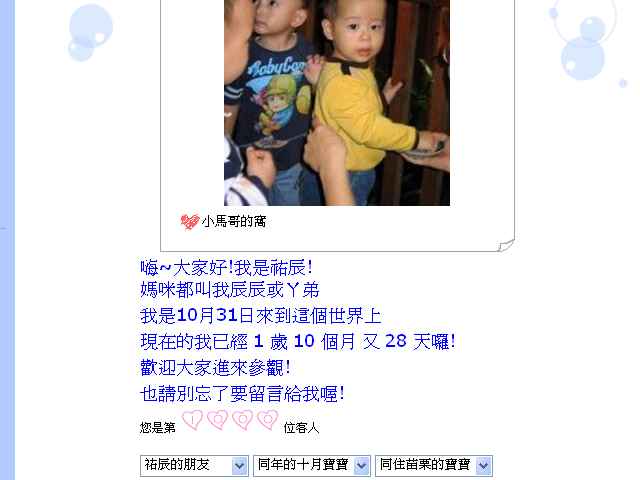 BabyCom
小馬哥的窩
嗨~大家好!我是祐辰!
媽咪都叫我辰辰或丫弟
我是10月31日來到這個世界上
現在的我已經 1 歲 10 個月 又 28 天囉!
歡迎大家進來參觀!
也請別忘了要留言給我喔!
您是第 位客人
祐辰的朋友 同年的十月寶寶 同住苗栗的寶寶